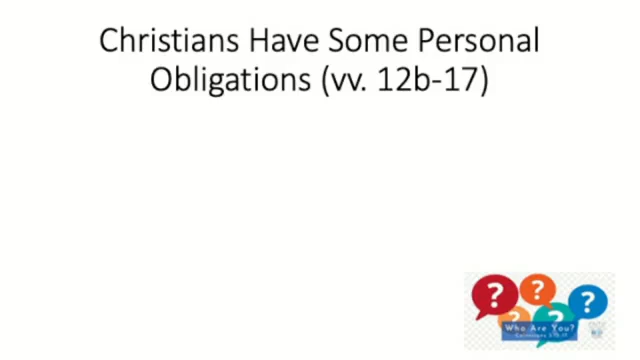 Christians Have Some Personal
Obligations (vv. 12b-17)
? ? ? ? ?
Who Are You?